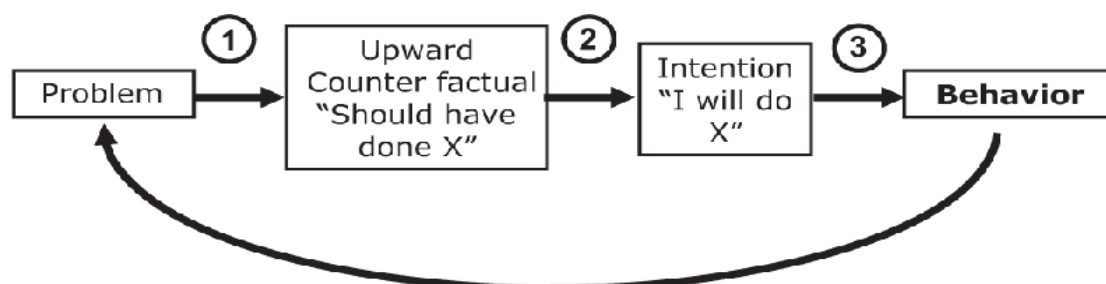 1
2
3
Problem
Upward
Counter factual
“Should have
done X”
Intention
“I will do
X”
Behavior